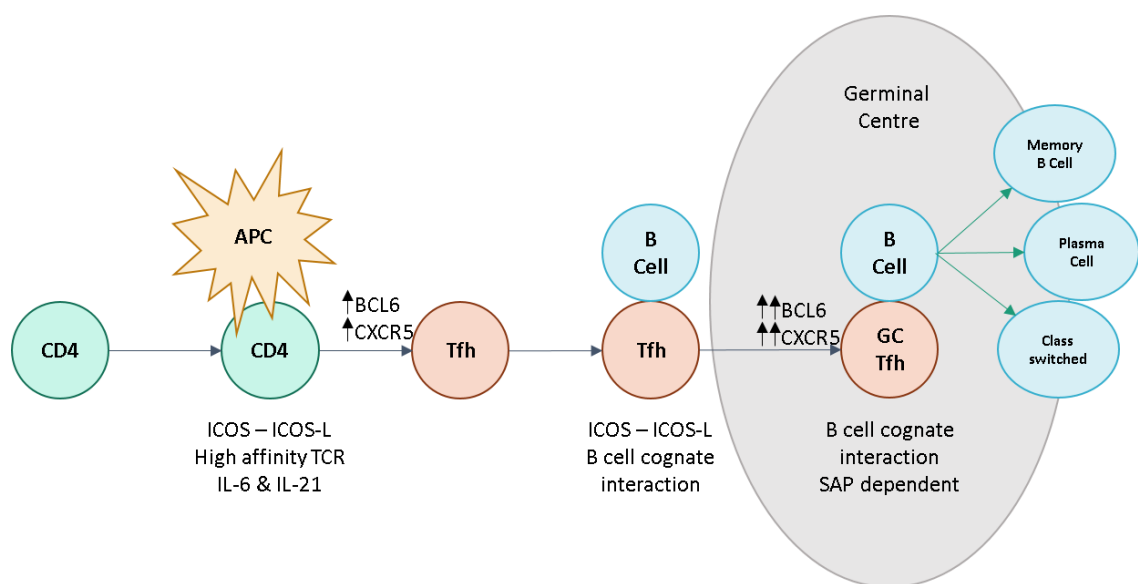 Germinal
Centre
Memory
B Cell
APC
B
Cell
B
Cell
Plasma
Cell
↑BCL6
↑CXCR5
↑↑BCL6
↑↑CXCR5
CD4
CD4
Tfh
Tfh
GC
Tfh
Class
switched
ICOS – ICOS-L
High affinity TCR
IL-6 & IL-21
ICOS – ICOS-L
B cell cognate
interaction
B cell cognate
interaction
SAP dependent